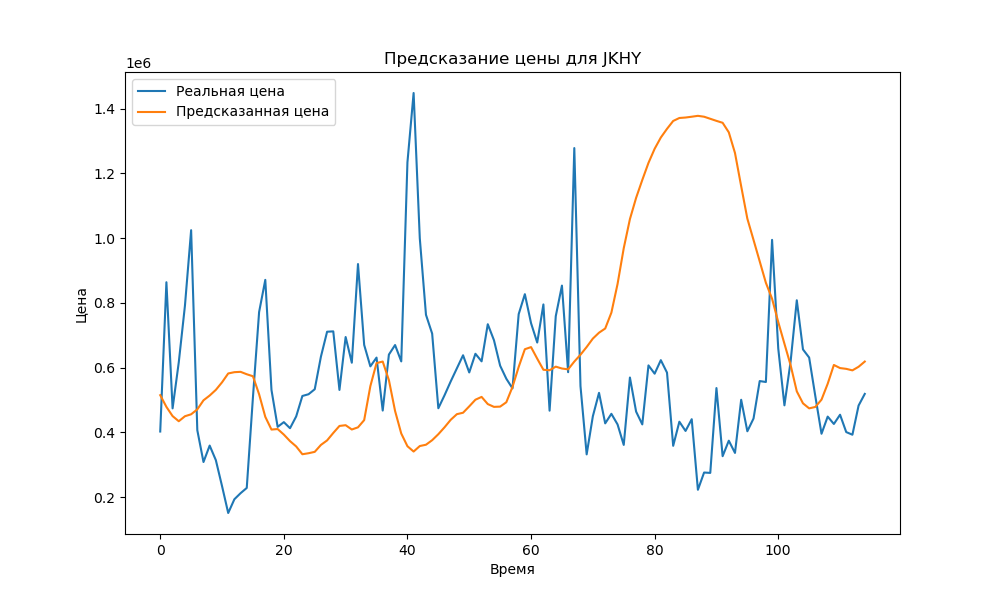 Предсказание цены для JKHY
1e6
Реальная цена
Предсказанная цена
1.4
1.2
1.0
0.8
0.6
0.4
0.2
Цена
0 20 40 60 80 100
Время